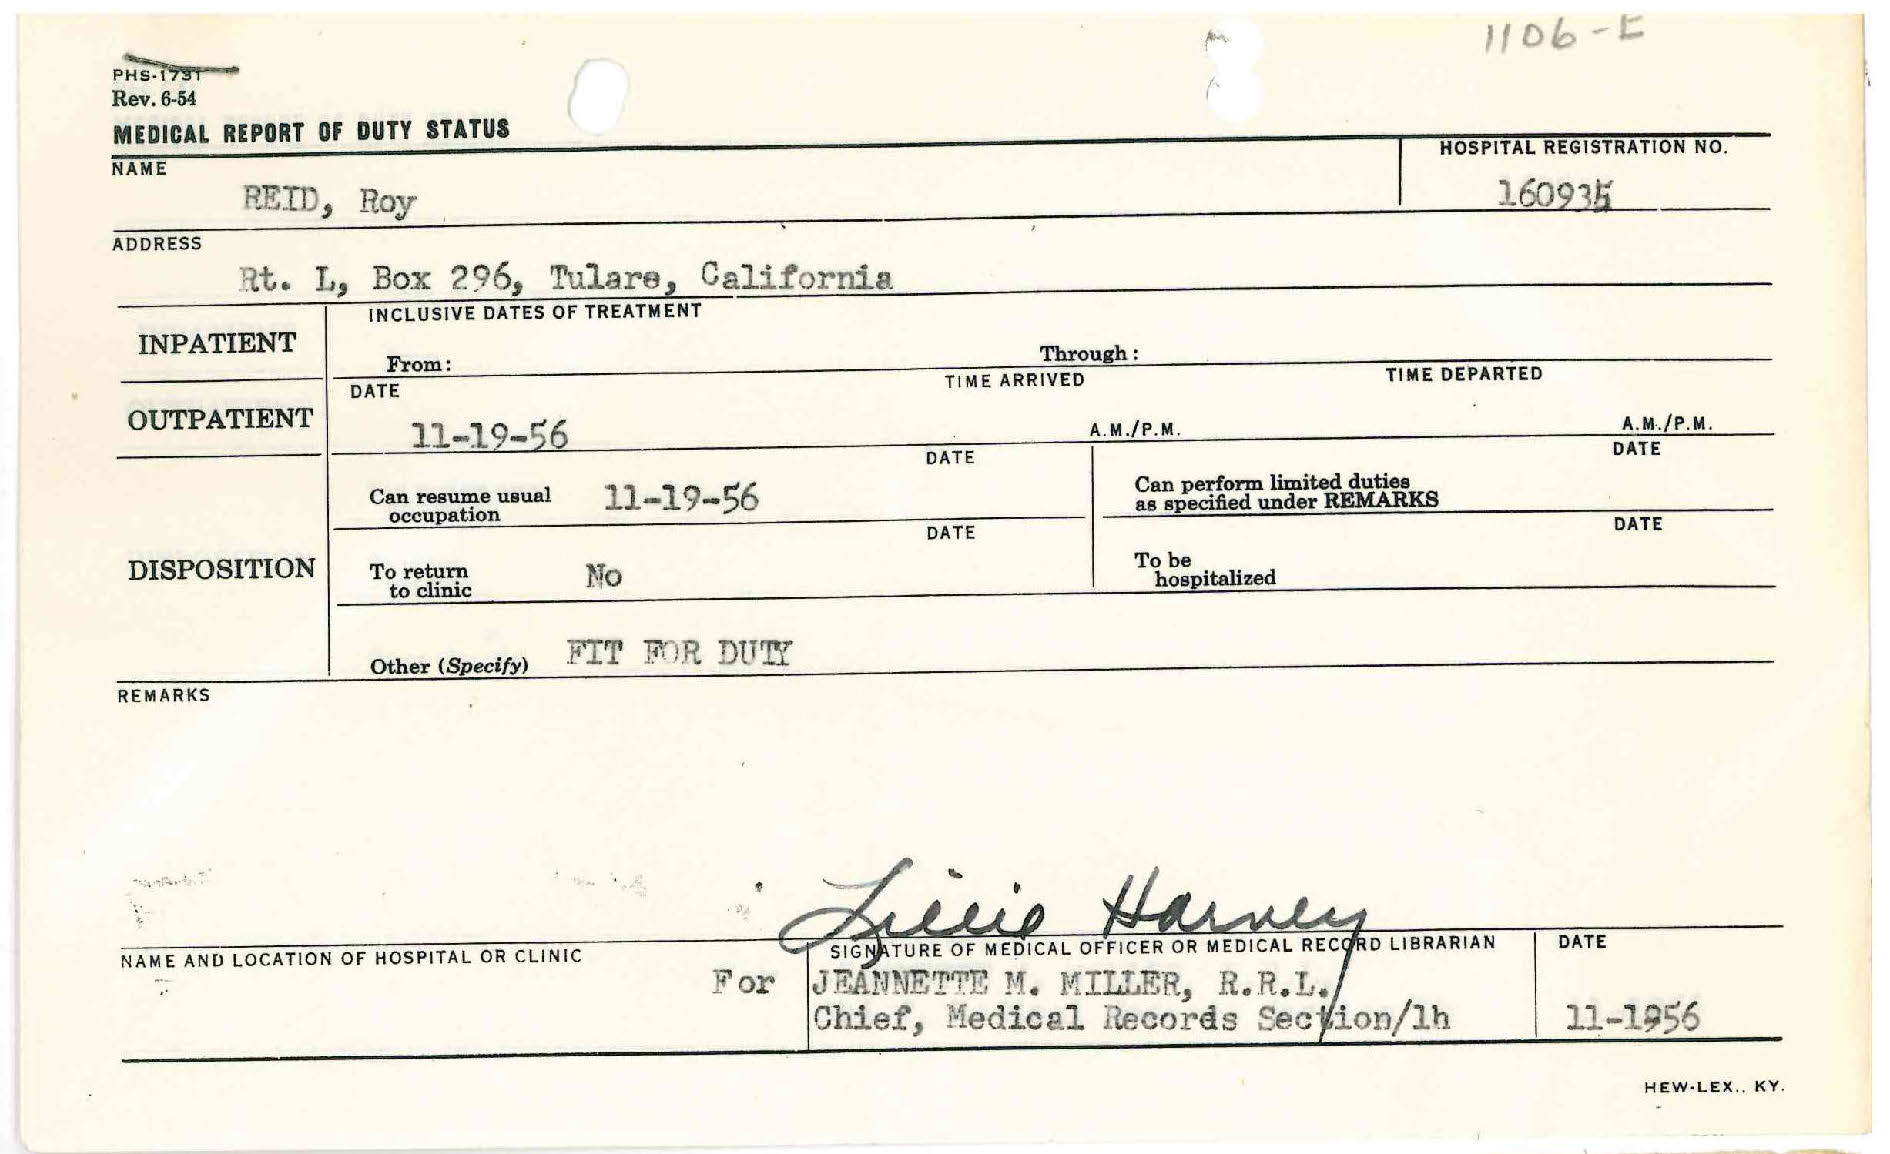 1106-E
PHS-1731
Rev. 6-54
MEDICAL REPORT OF DUTY STATUS
NAME
HOSPITAL REGISTRATION NO.
REID, Roy
ADDRESS
Rt. L, Box 296, Tulare, California
INPATIENT
INCLUSIVE DATES OF TREATMENT
From:
Through:
OUTPATIENT
DATE
TIME ARRIVED
TIME DEPARTED
11-19-56
A.M./P.M.
A.M./P.M.
DISPOSITION
DATE
DATE
Can resume usual
occupation
11-19-56
Can perform limited duties
as specified under REMARKS
DATE
DATE
To return
to clinic
No
To be
hospitalized
Other (Specify)
FIT FOR DUTY
REMARKS
Lillie Harvey
NAME AND LOCATION OF HOSPITAL OR CLINIC
SIGNATURE OF MEDICAL OFFICER OR MEDICAL RECORD LIBRARIAN
DATE
For JEANNETTE M. MILLER, R.R.L.
Chief, Medical Records Section/lh
HEW-LEX., KY.